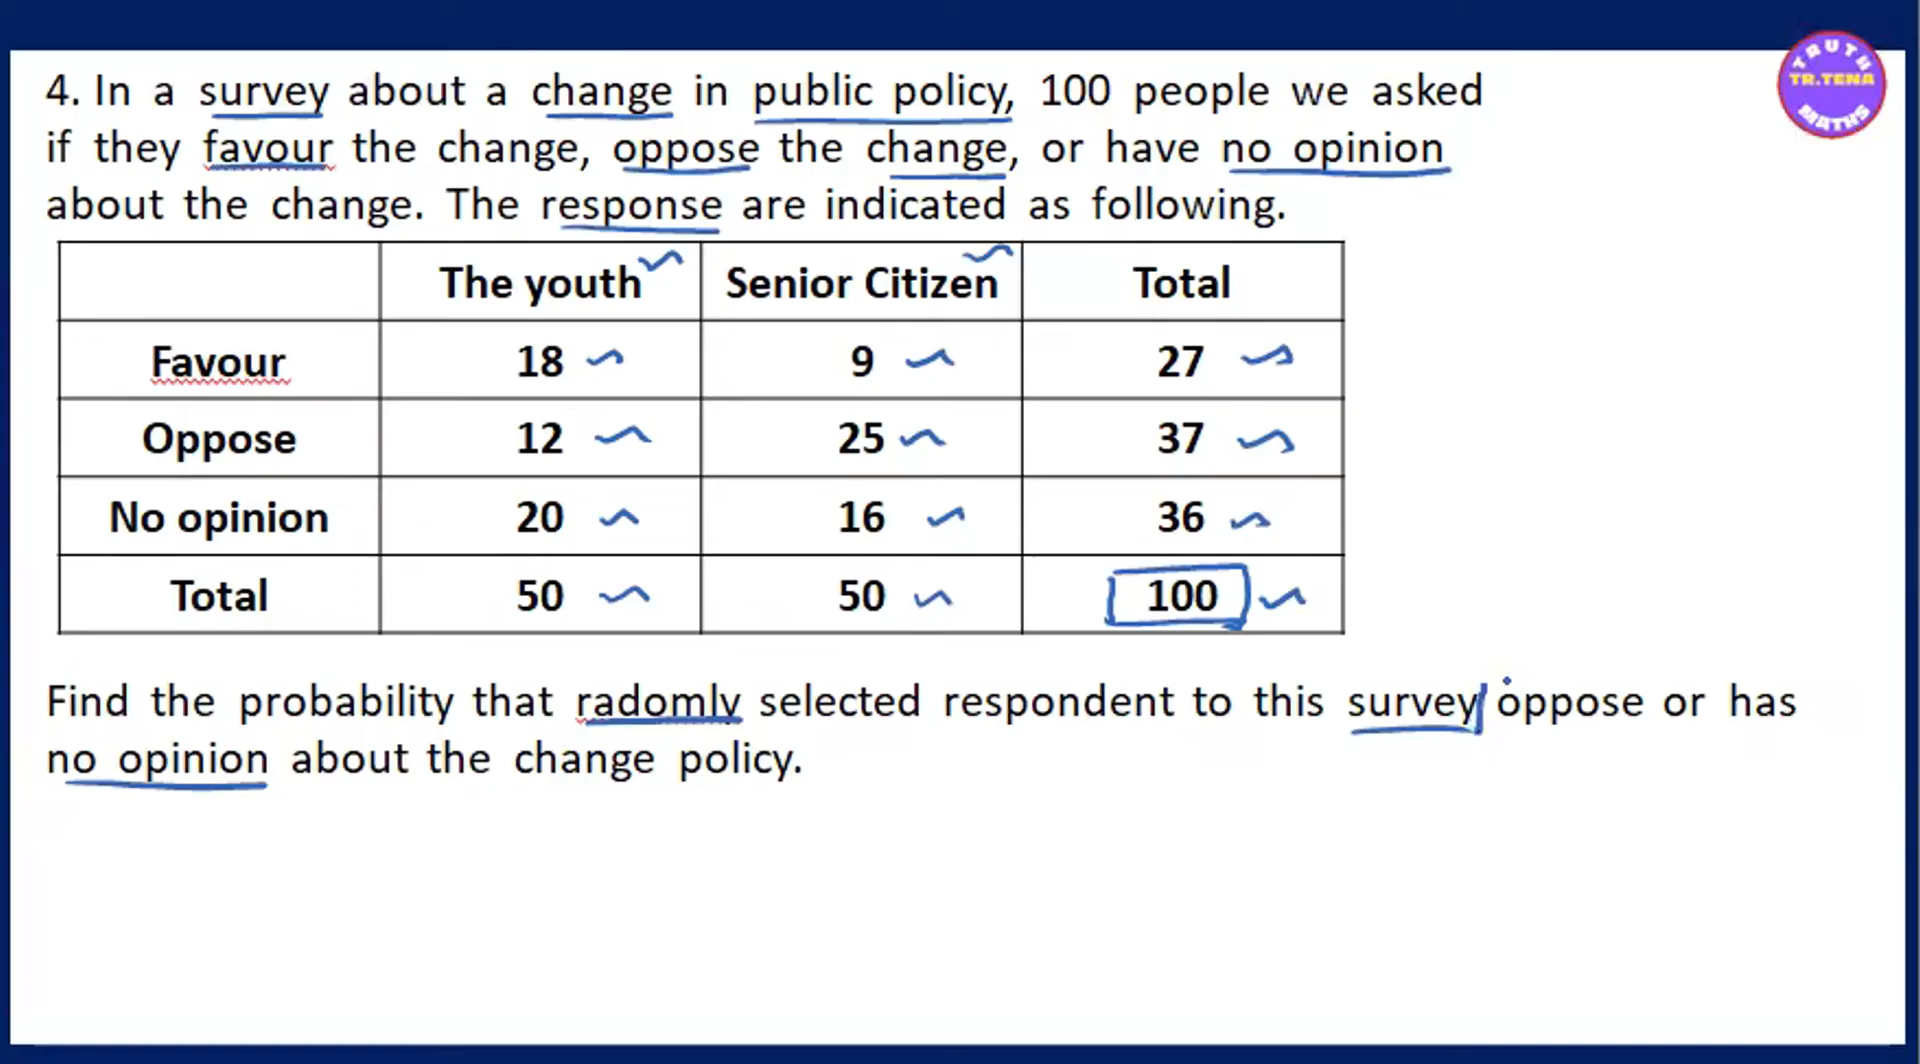 4. In a survey about a change in public policy, 100 people we asked
if they favour the change, oppose the change, or have no opinion
about the change. The response are indicated as following.
The youth Senior Citizen Total
Favour 18 9 27
Oppose 12 25 37
No opinion 20 16 36
Total 50 50 100
Find the probability that radomly selected respondent to this survey oppose or has
no opinion about the change policy.
TRUTH
TR.TENA
MATHS